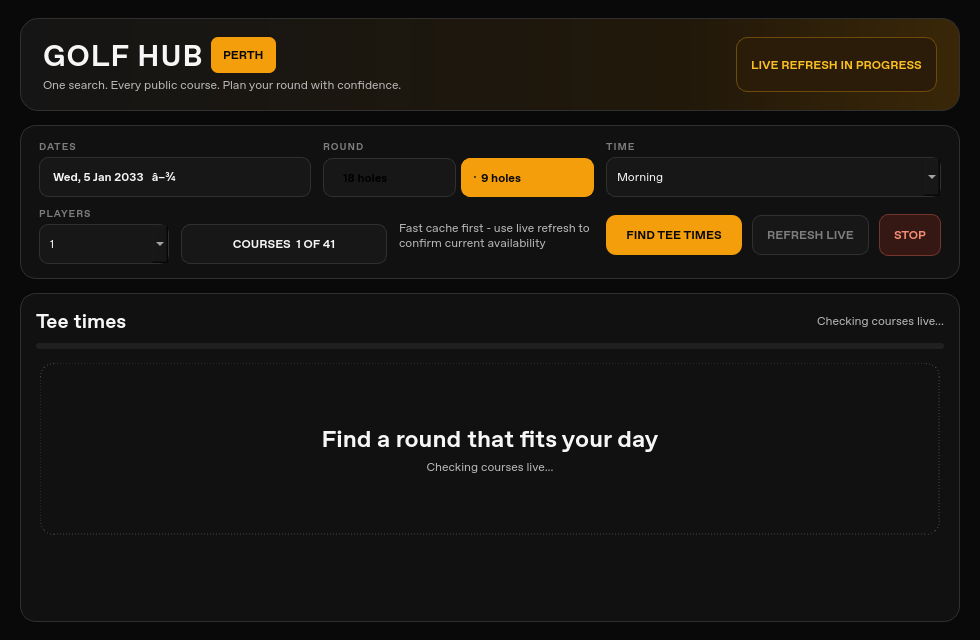 GOLF HUB PERTH
One search. Every public course. Plan your round with confidence.
LIVE REFRESH IN PROGRESS
DATES
Wed, 5 Jan 2033 â–¾
ROUND
18 holes
· 9 holes
TIME
Morning
PLAYERS
1
COURSES 1 OF 41
Fast cache first - use live refresh to
confirm current availability
FIND TEE TIMES
REFRESH LIVE
STOP
Tee times
Checking courses live...
Find a round that fits your day
Checking courses live...